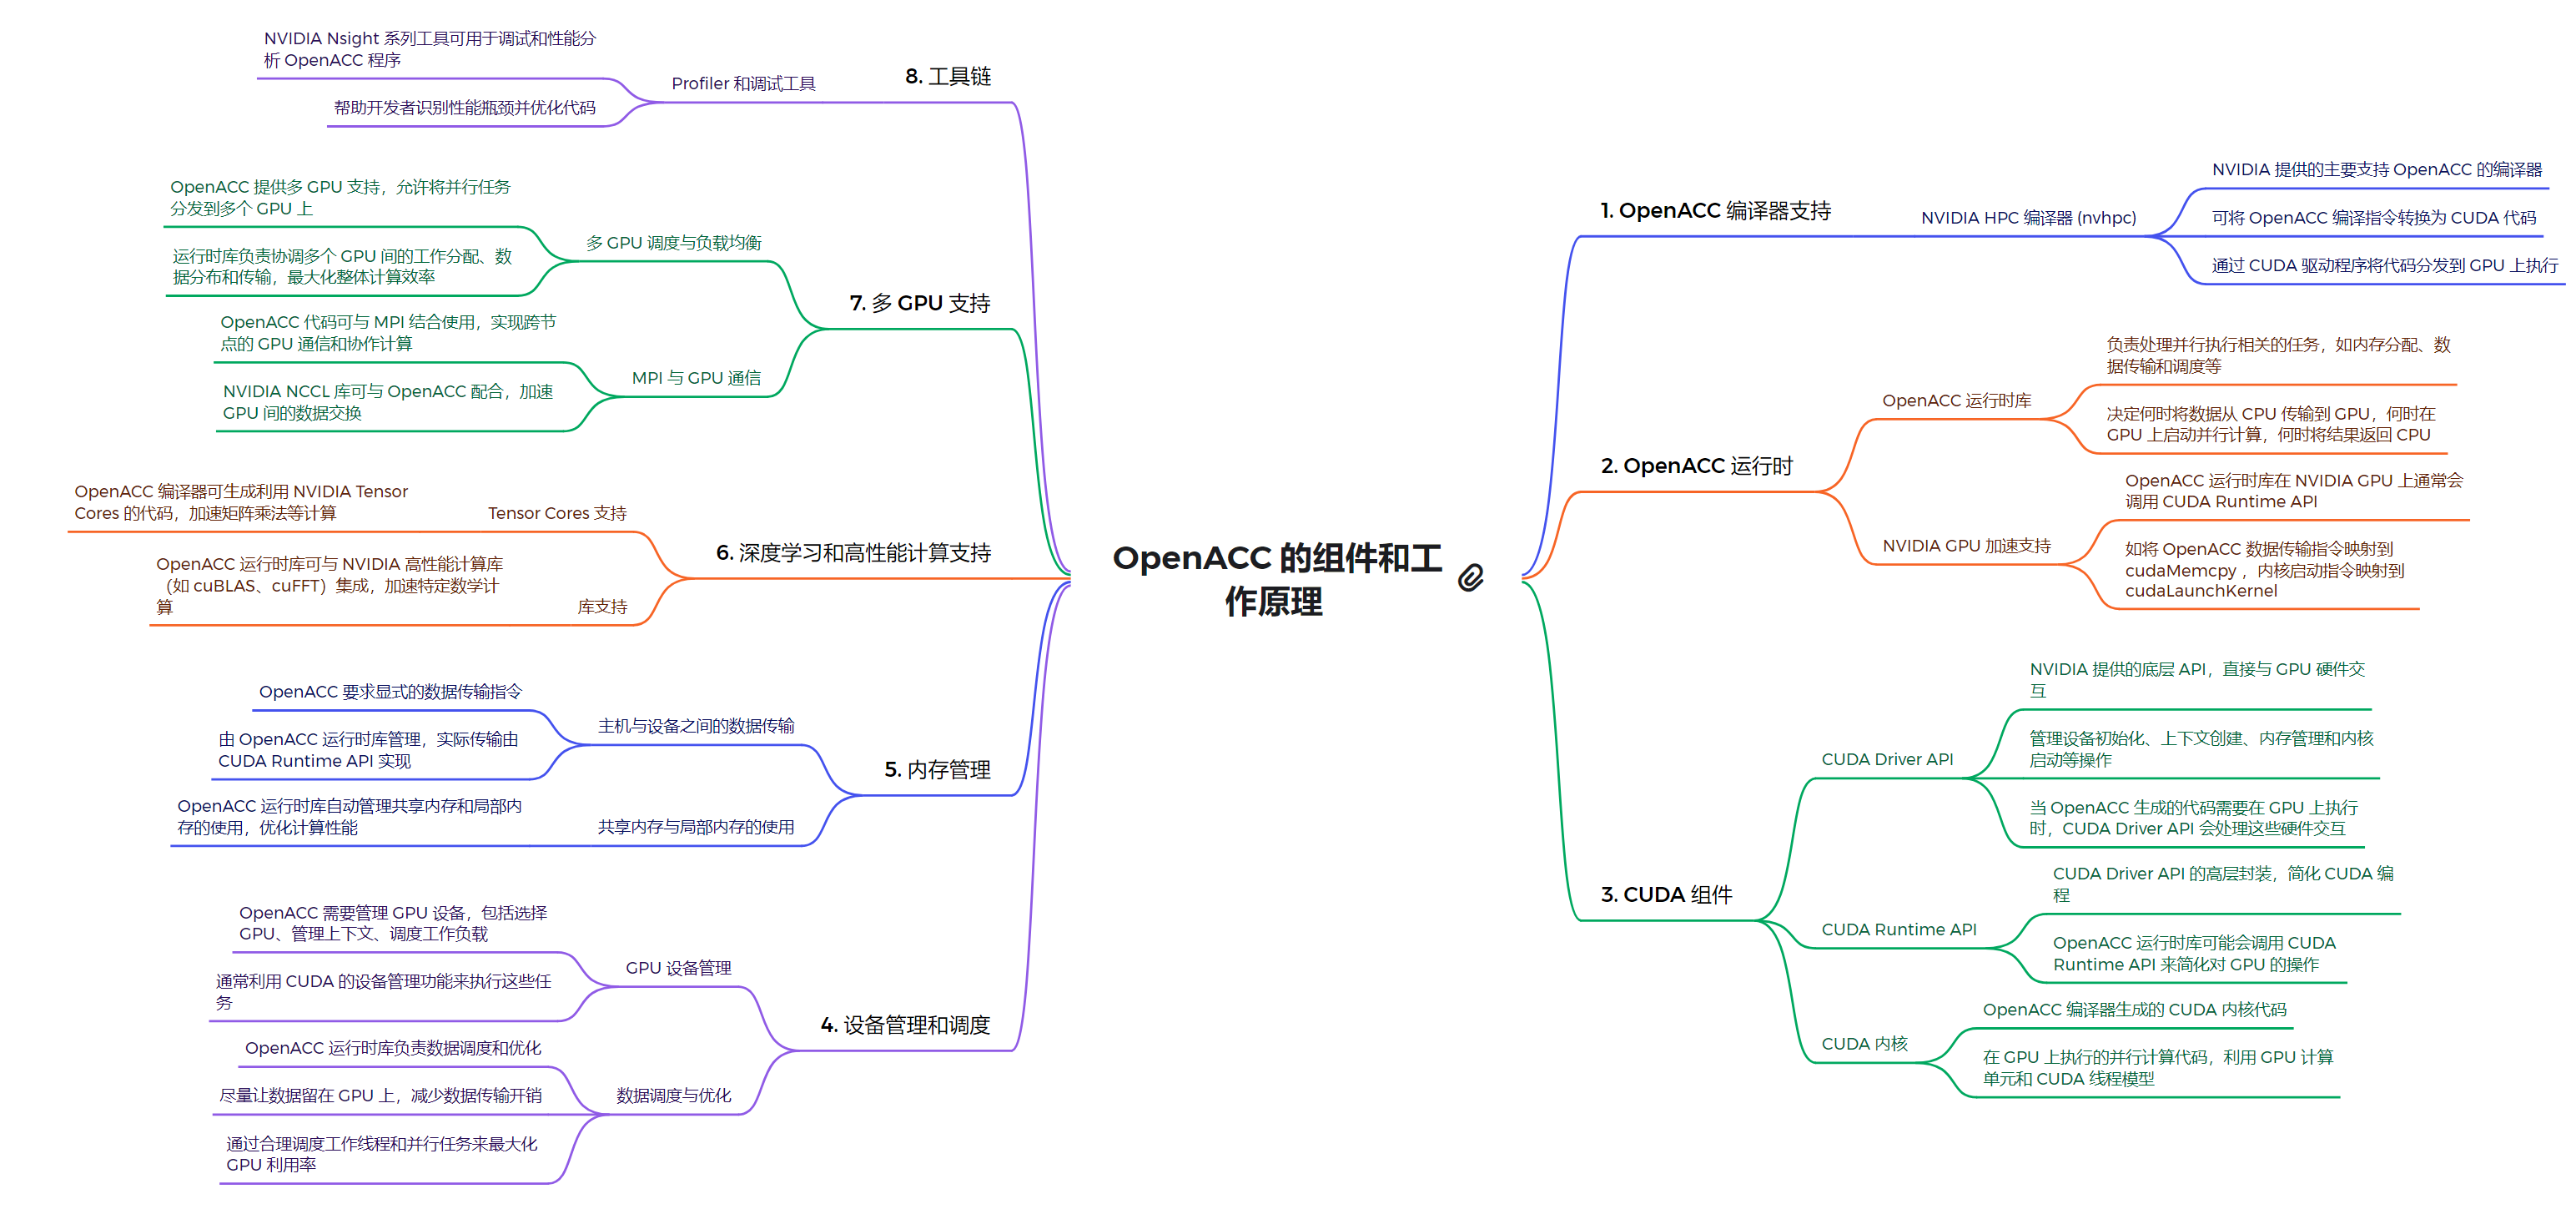 OpenACC 的组件和工
作原理
1. OpenACC 编译器支持
NVIDIA HPC 编译器 (nvhpc)
NVIDIA 提供的主要支持 OpenACC 的编译器
可将 OpenACC 编译指令转换为 CUDA 代码
通过 CUDA 驱动程序将代码分发到 GPU 上执行
2. OpenACC 运行时
OpenACC 运行时库
负责处理并行执行相关的任务，如内存分配、数
据传输和调度等
决定何时将数据从 CPU 传输到 GPU，何时在
GPU 上启动并行计算，何时将结果返回 CPU
NVIDIA GPU 加速支持
OpenACC 运行时库在 NVIDIA GPU 上通常会
调用 CUDA Runtime API
如将 OpenACC 数据传输指令映射到
cudaMemcpy ，内核启动指令映射到
cudaLaunchKernel
3. CUDA 组件
CUDA Driver API
NVIDIA 提供的底层 API，直接与 GPU 硬件交
互
管理设备初始化、上下文创建、内存管理和内核
启动等操作
当 OpenACC 生成的代码需要在 GPU 上执行
时，CUDA Driver API 会处理这些硬件交互
CUDA Runtime API
CUDA Driver API 的高层封装，简化 CUDA 编
程
OpenACC 运行时库可能会调用 CUDA
Runtime API 来简化对 GPU 的操作
CUDA 内核
OpenACC 编译器生成的 CUDA 内核代码
在 GPU 上执行的并行计算代码，利用 GPU 计算
单元和 CUDA 线程模型
4. 设备管理和调度
GPU 设备管理
OpenACC 需要管理 GPU 设备，包括选择
GPU、管理上下文、调度工作负载
通常利用 CUDA 的设备管理功能来执行这些任
务
数据调度与优化
OpenACC 运行时库负责数据调度和优化
尽量让数据留在 GPU 上，减少数据传输开销
通过合理调度工作线程和并行任务来最大化
GPU 利用率
5. 内存管理
主机与设备之间的数据传输
OpenACC 要求显式的数据传输指令
由 OpenACC 运行时库管理，实际传输由
CUDA Runtime API 实现
共享内存与局部内存的使用
OpenACC 运行时库自动管理共享内存和局部内
存的使用，优化计算性能
6. 深度学习和高性能计算支持
Tensor Cores 支持
OpenACC 编译器可生成利用 NVIDIA Tensor
Cores 的代码，加速矩阵乘法等计算
库支持
OpenACC 运行时库可与 NVIDIA 高性能计算库
（如 cuBLAS、cuFFT）集成，加速特定数学计
算
7. 多 GPU 支持
多 GPU 调度与负载均衡
OpenACC 提供多 GPU 支持，允许将并行任务
分发到多个 GPU 上
运行时库负责协调多个 GPU 间的工作分配、数
据分布和传输，最大化整体计算效率
MPI 与 GPU 通信
OpenACC 代码可与 MPI 结合使用，实现跨节
点的 GPU 通信和协作计算
NVIDIA NCCL 库可与 OpenACC 配合，加速
GPU 间的数据交换
8. 工具链
Profiler 和调试工具
NVIDIA Nsight 系列工具可用于调试和性能分
析 OpenACC 程序
帮助开发者识别性能瓶颈并优化代码